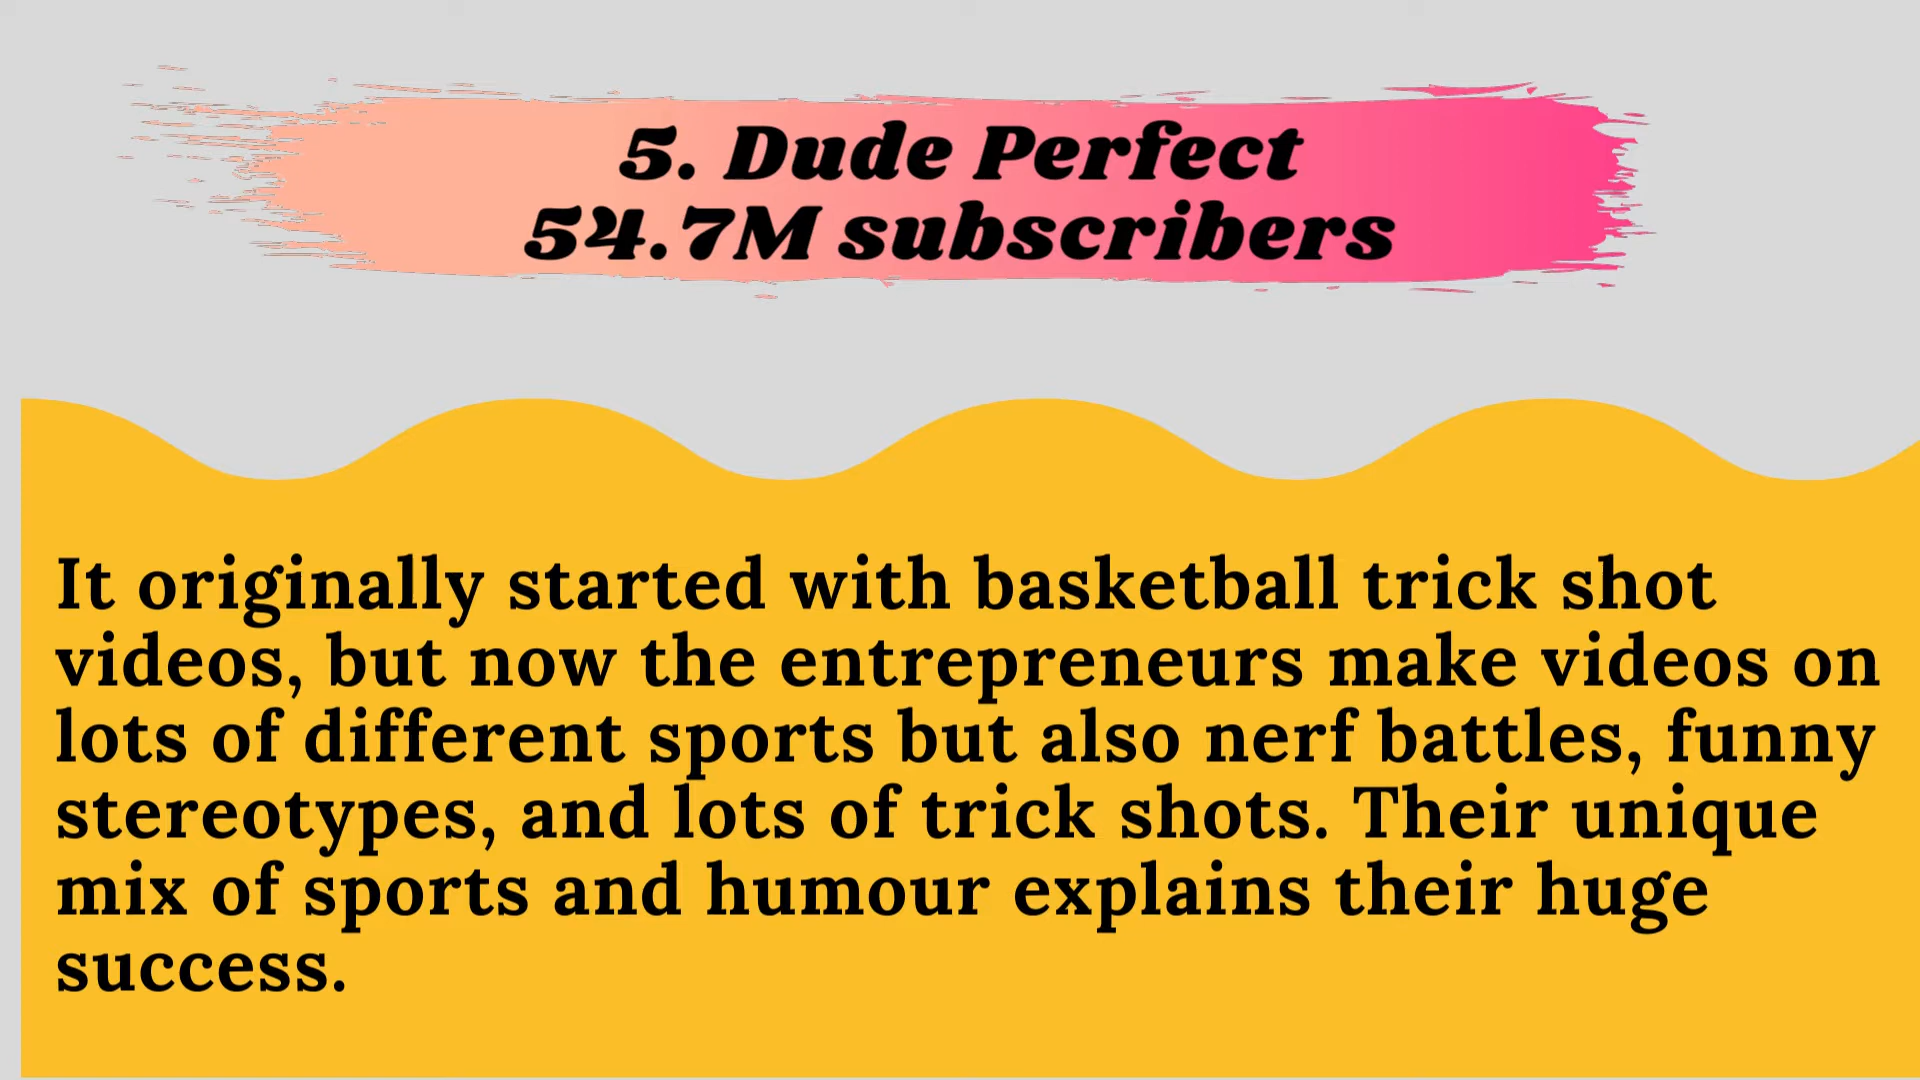 5. Dude Perfect
54.7M subscribers
It originally started with basketball trick shot
videos, but now the entrepreneurs make videos on
lots of different sports but also nerf battles, funny
stereotypes, and lots of trick shots. Their unique
mix of sports and humour explains their huge
success.